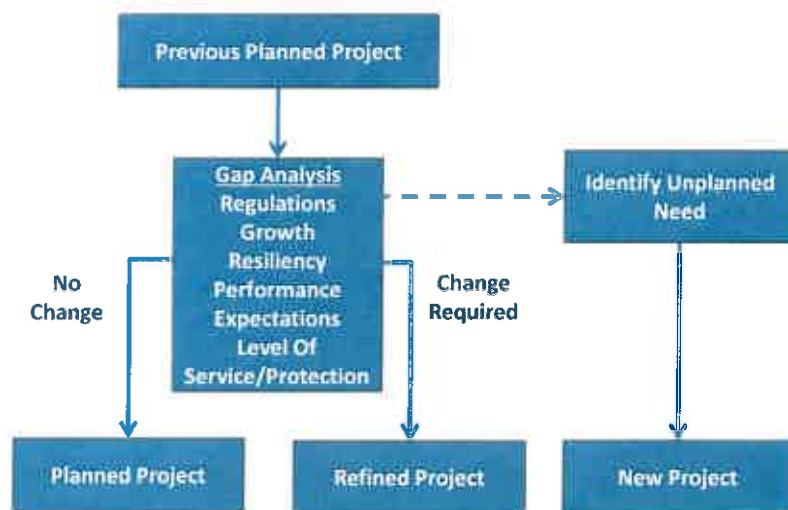 Previous Planned Project
Gap Analysis
Regulations
Growth
Resiliency
Performance
Expectations
Level Of
Service/Protection
Identify Unplanned
Need
No
Change
Change
Required
Planned Project
Refined Project
New Project